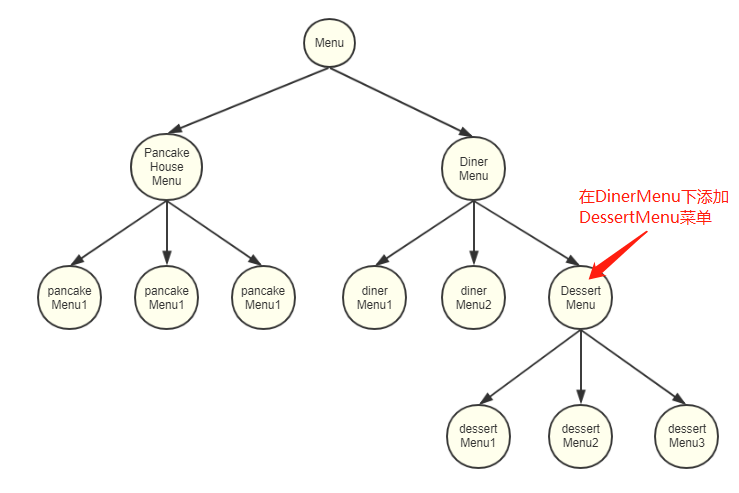 Menu
Pancake
House
Menu
Diner
Menu
在DinerMenu下添加
DessertMenu菜单
pancake
Menu1
pancake
Menu1
pancake
Menu1
diner
Menu1
diner
Menu2
Dessert
Menu
dessert
Menu1
dessert
Menu2
dessert
Menu3